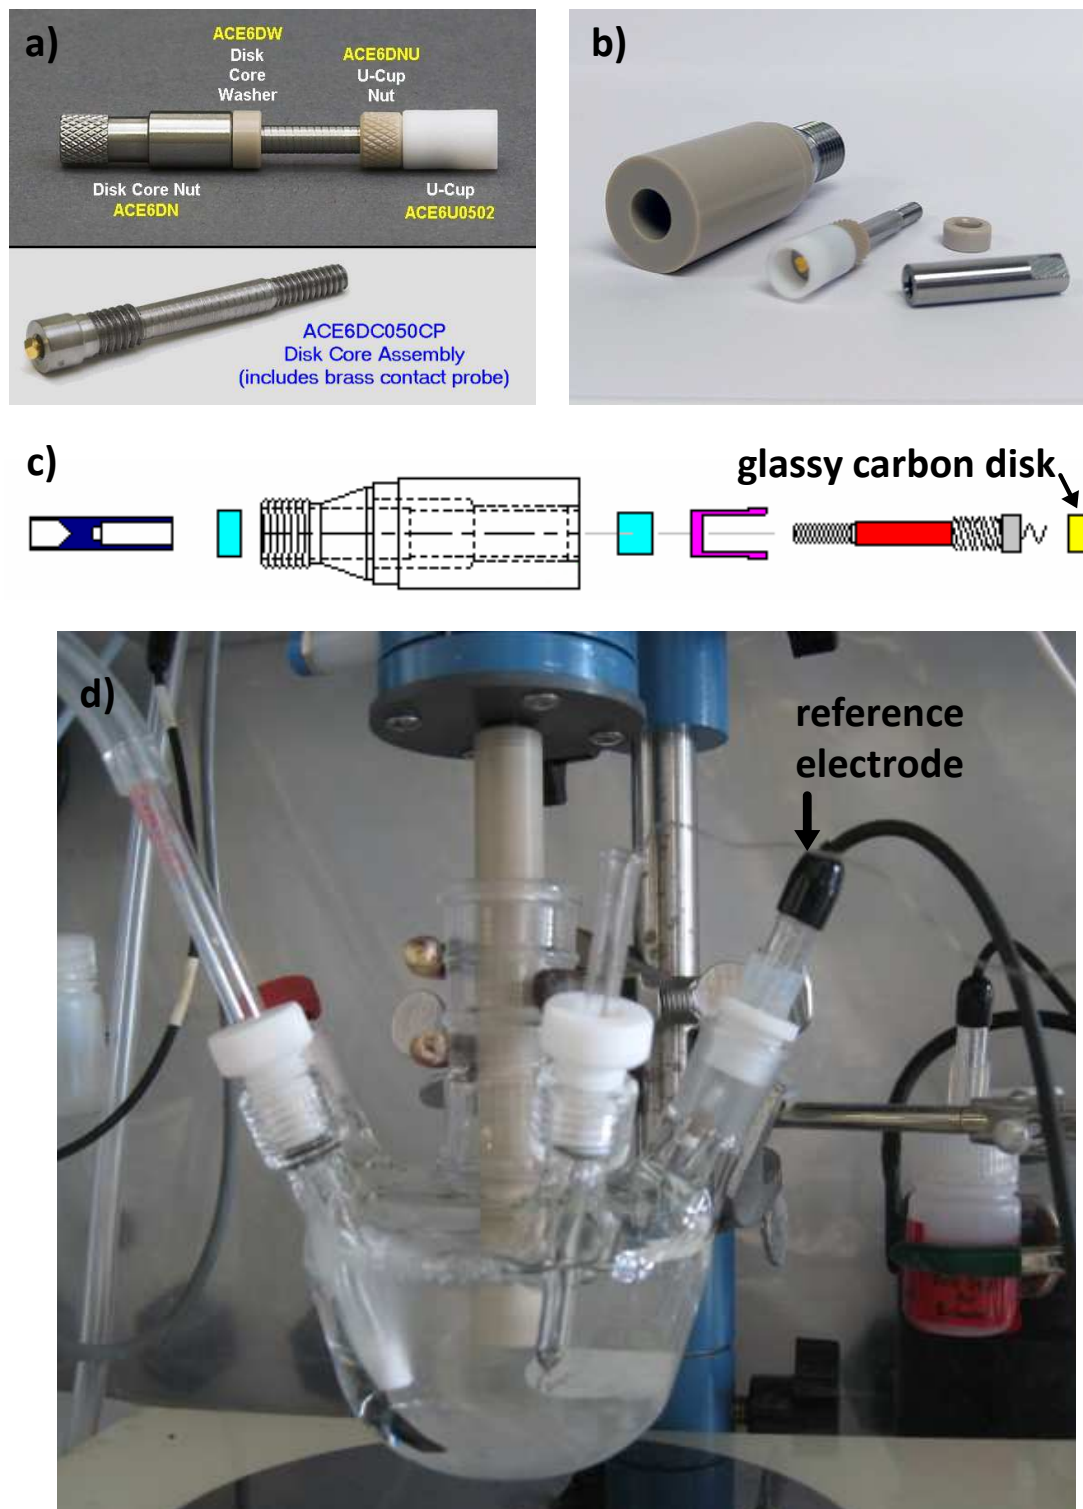 a)
ACE6DW
Disk
Core
Washer
ACE6DNU
U-Cup
Nut
Disk Core Nut
ACE6DN
U-Cup
ACE6U0502
ACE6DC050CP
Disk Core Assembly
(includes brass contact probe)
b)
c)
glassy carbon disk
d)
reference
electrode